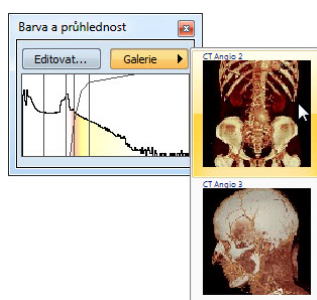 Barva a průhlednost
Editovat... Galerie
CT Angio 2
CT Angio 3